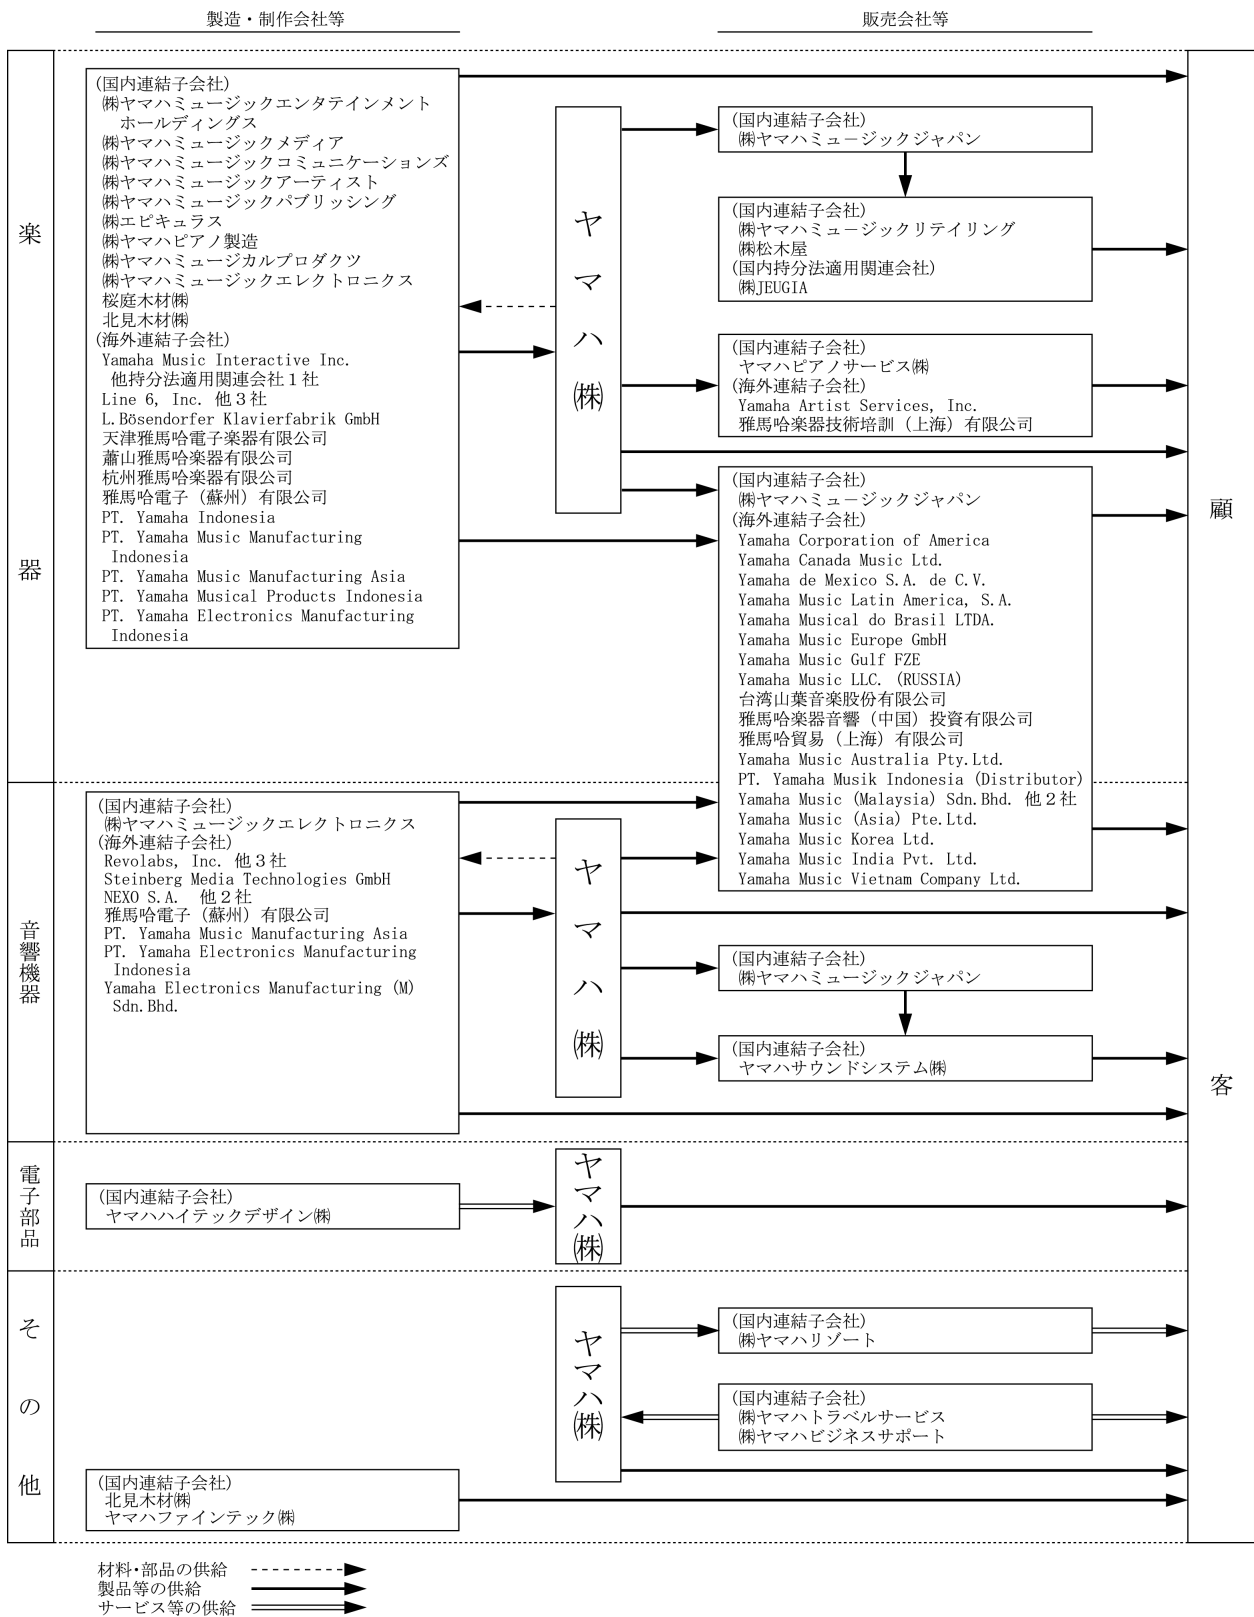 製造・制作会社等
販売会社等
楽器
(国内連結子会社)
㈱ヤマハミュージックエンタテインメント
ホールディングス
㈱ヤマハミュージックメディア
㈱ヤマハミュージックコミュニケーションズ
㈱ヤマハミュージックアーティスト
㈱ヤマハミュージックパブリッシング
㈱エピキュラス
㈱ヤマハピアノ製造
㈱ヤマハミュージカルプロダクツ
㈱ヤマハミュージックエレクトロニクス
桜庭木材㈱
北見木材㈱
(海外連結子会社)
Yamaha Music Interactive Inc.
他持分法適用関連会社１社
Line 6, Inc. 他３社
L.Bösendorfer Klavierfabrik GmbH
天津雅馬哈電子楽器有限公司
蕭山雅馬哈楽器有限公司
杭州雅馬哈楽器有限公司
雅馬哈電子（蘇州）有限公司
PT. Yamaha Indonesia
PT. Yamaha Music Manufacturing
Indonesia
PT. Yamaha Music Manufacturing Asia
PT. Yamaha Musical Products Indonesia
PT. Yamaha Electronics Manufacturing
Indonesia
ヤマハ㈱
(国内連結子会社)
㈱ヤマハミュ－ジックジャパン
(国内連結子会社)
㈱ヤマハミュ－ジックリテイリング
㈱松木屋
(国内持分法適用関連会社)
㈱JEUGIA
(国内連結子会社)
ヤマハピアノサービス㈱
(海外連結子会社)
Yamaha Artist Services, Inc.
雅馬哈楽器技術培訓（上海）有限公司
(国内連結子会社)
㈱ヤマハミュ－ジックジャパン
(海外連結子会社)
Yamaha Corporation of America
Yamaha Canada Music Ltd.
Yamaha de Mexico S.A. de C.V.
Yamaha Music Latin America, S.A.
Yamaha Musical do Brasil LTDA.
Yamaha Music Europe GmbH
Yamaha Music Gulf FZE
Yamaha Music LLC. (RUSSIA)
台湾山葉音楽股份有限公司
雅馬哈楽器音響（中国）投資有限公司
雅馬哈貿易（上海）有限公司
Yamaha Music Australia Pty.Ltd.
PT. Yamaha Musik Indonesia (Distributor)
Yamaha Music (Malaysia) Sdn.Bhd. 他２社
Yamaha Music (Asia) Pte.Ltd.
Yamaha Music Korea Ltd.
Yamaha Music India Pvt. Ltd.
Yamaha Music Vietnam Company Ltd.
顧客
音響機器
(国内連結子会社)
㈱ヤマハミュージックエレクトロニクス
(海外連結子会社)
Revolabs, Inc. 他３社
Steinberg Media Technologies GmbH
NEXO S.A. 他２社
雅馬哈電子（蘇州）有限公司
PT. Yamaha Music Manufacturing Asia
PT. Yamaha Electronics Manufacturing
Indonesia
Yamaha Electronics Manufacturing (M)
Sdn.Bhd.
ヤマハ㈱
(国内連結子会社)
㈱ヤマハミュージックジャパン
(国内連結子会社)
ヤマハサウンドシステム㈱
電子部品
(国内連結子会社)
ヤマハハイテックデザイン㈱
ヤマハ㈱
その他
ヤマハ㈱
(国内連結子会社)
㈱ヤマハリゾート
(国内連結子会社)
㈱ヤマハトラベルサービス
㈱ヤマハビジネスサポート
(国内連結子会社)
北見木材㈱
ヤマハファインテック㈱
材料・部品の供給
製品等の供給
サービス等の供給